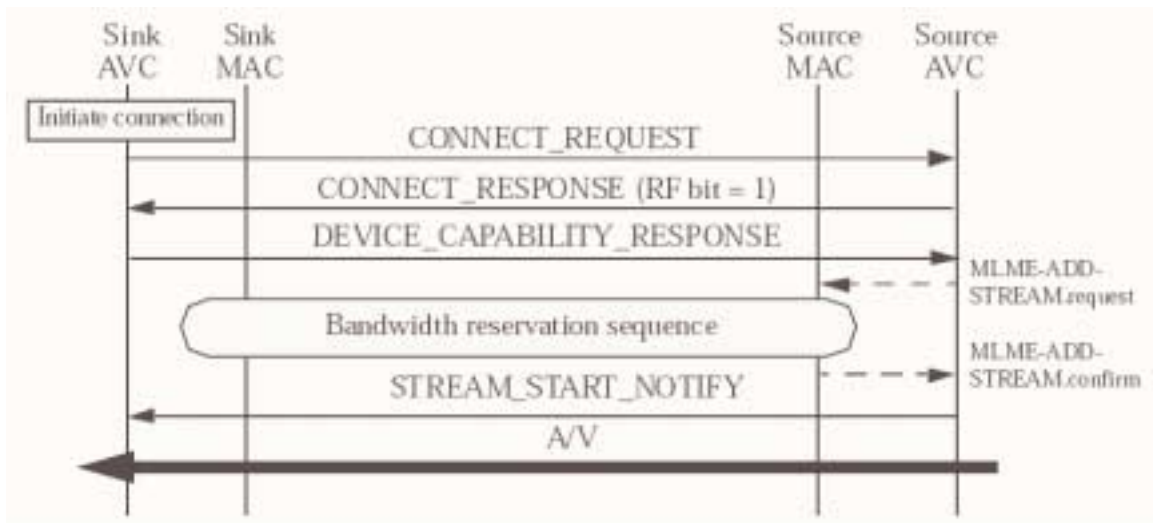 Sink
AVC
Sink
MAC
Source
MAC
Source
AVC
Initiate connection
CONNECT_REQUEST
CONNECT_RESPONSE (RF bit = 1)
DEVICE_CAPABILITY_RESPONSE
MLME-ADD-
STREAM.request
Bandwidth reservation sequence
MLME-ADD-
STREAM.confirm
STREAM_START_NOTIFY
A/V